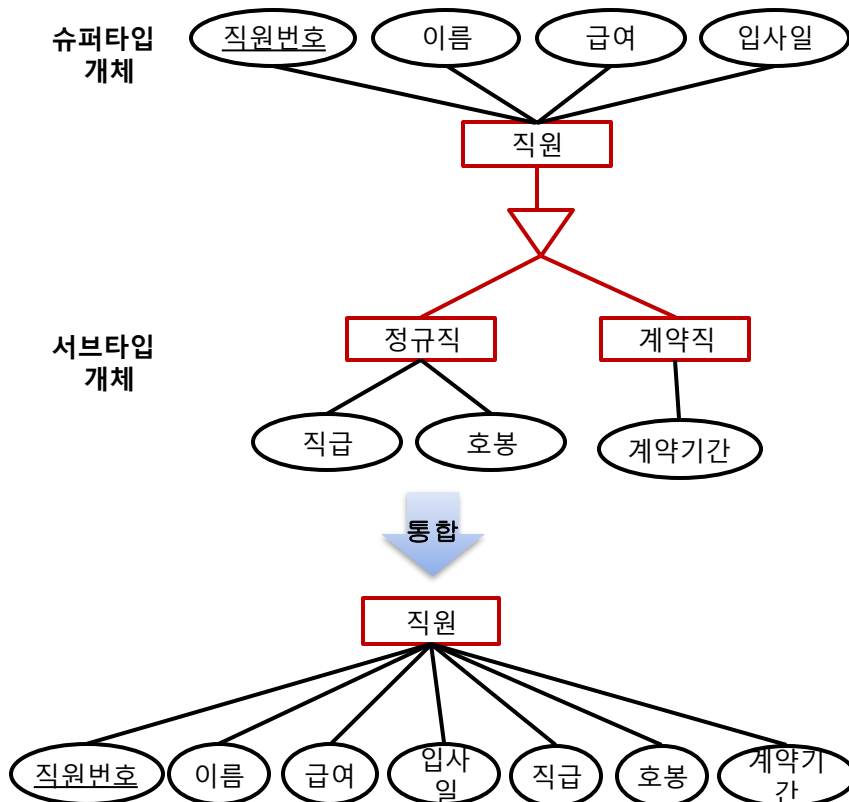 슈퍼타입
개체
직원번호
이름
급여
입사일
직원
서브타입
개체
정규직
계약직
직급
호봉
계약기간
통합
직원
직원번호
이름
급여
입사
일
직급
호봉
계약기
간